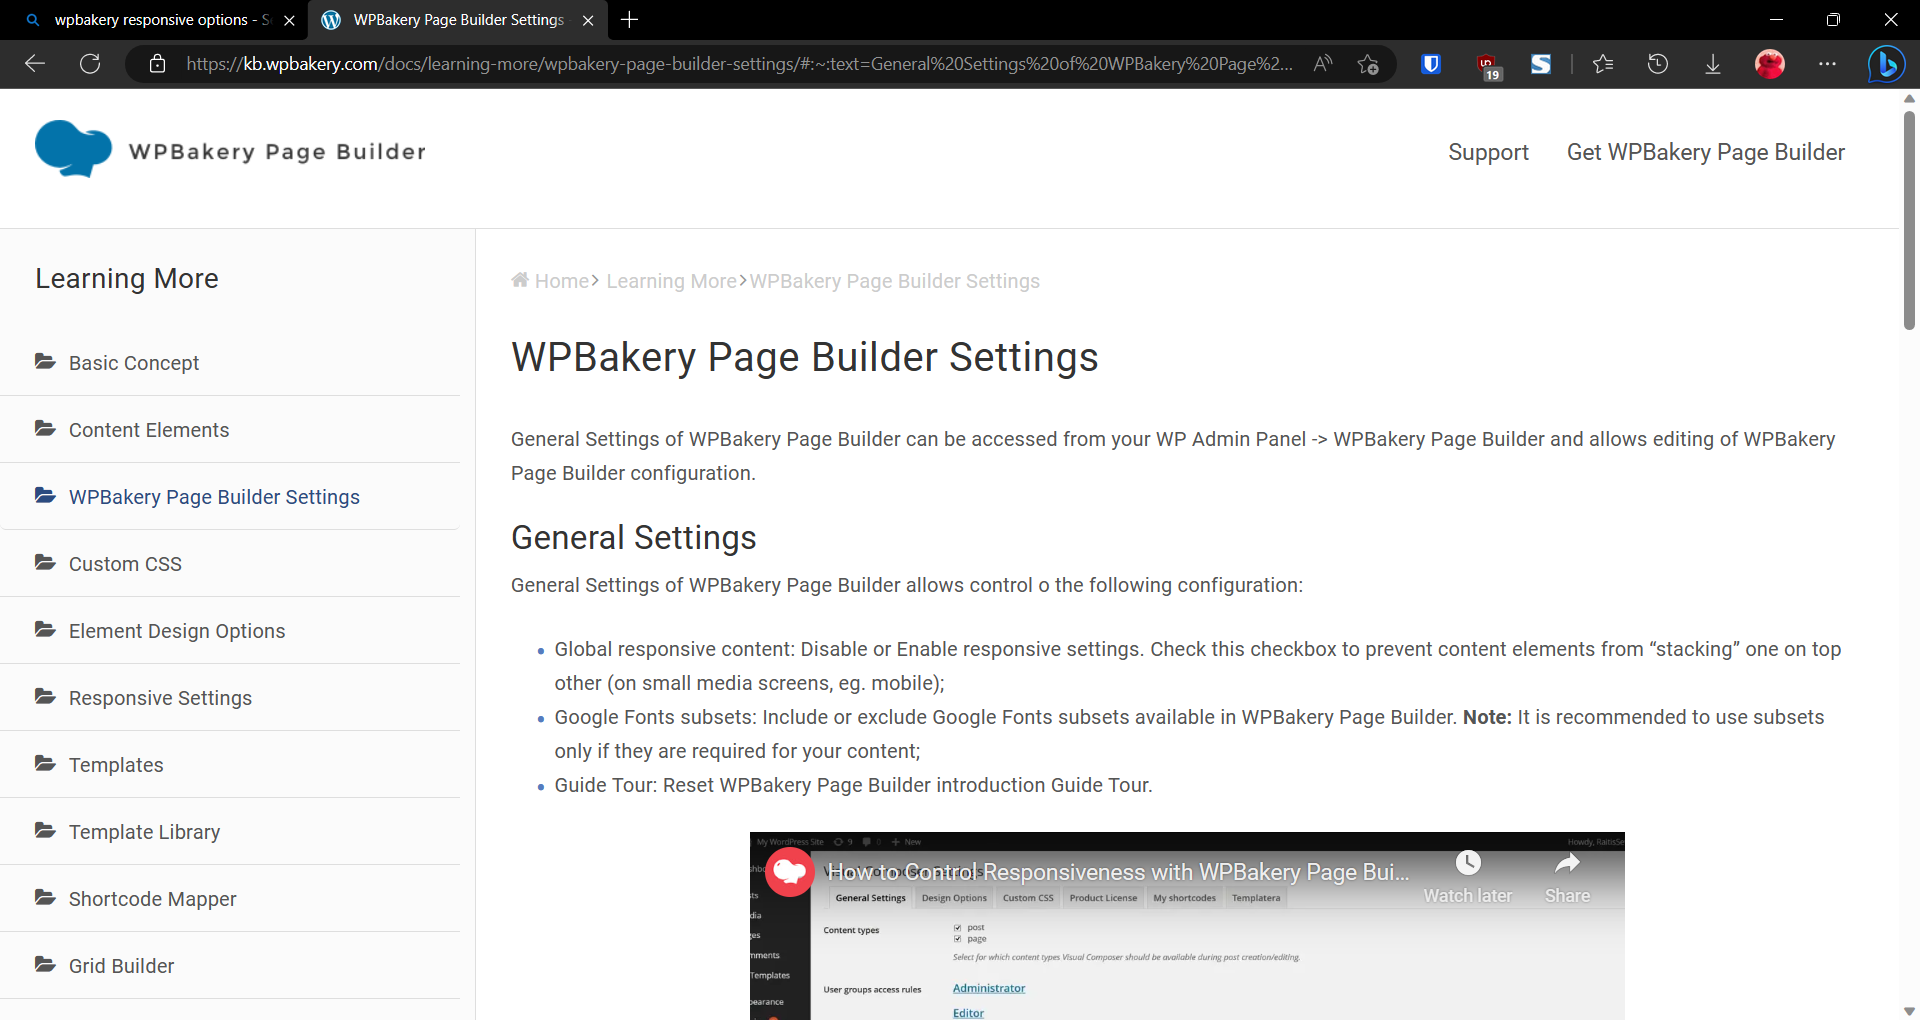 wpbakery responsive options - S
WPBakery Page Builder Settings
https://kb.wpbakery.com/docs/learning-more/wpbakery-page-builder-settings/#:~:text=General%20Settings%20of%20WPBakery%20Page%2...
19
WPBakery Page Builder
Support
Get WPBakery Page Builder
Learning More
Basic Concept
Content Elements
WPBakery Page Builder Settings
Custom CSS
Element Design Options
Responsive Settings
Templates
Template Library
Shortcode Mapper
Grid Builder
Home > Learning More > WPBakery Page Builder Settings
WPBakery Page Builder Settings
General Settings of WPBakery Page Builder can be accessed from your WP Admin Panel -> WPBakery Page Builder and allows editing of WPBakery
Page Builder configuration.
General Settings
General Settings of WPBakery Page Builder allows control o the following configuration:
• Global responsive content: Disable or Enable responsive settings. Check this checkbox to prevent content elements from “stacking” one on top
other (on small media screens, eg. mobile);
• Google Fonts subsets: Include or exclude Google Fonts subsets available in WPBakery Page Builder. Note: It is recommended to use subsets
only if they are required for your content;
• Guide Tour: Reset WPBakery Page Builder introduction Guide Tour.
My WordPress Site 9 0 + New
How to Control Responsiveness with WPBakery Page Bui...
Watch later
Share
General Settings Design Options Custom CSS Product License My shortcodes Templatera
Content types
post
page
Select for which content types Visual Composer should be available during post creation/editing.
Templates
User groups access rules
Administrator
Editor